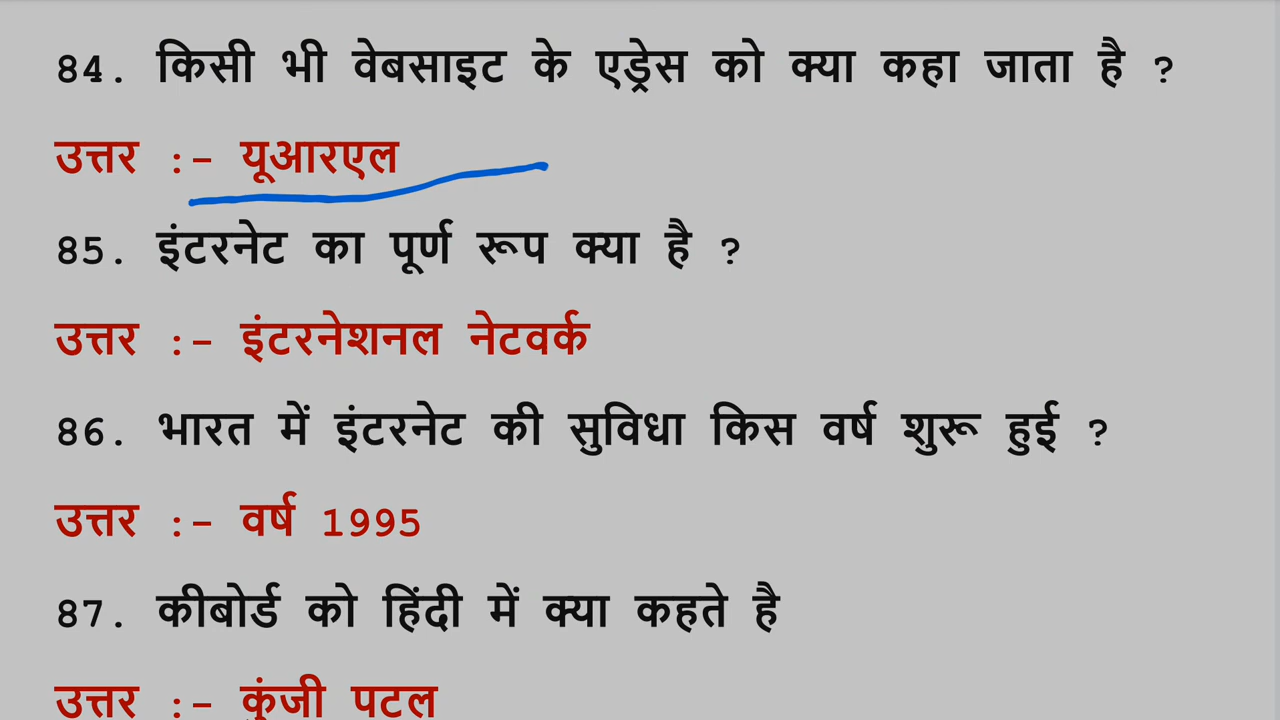 84. किसी भी वेबसाइट के एड्रेस को क्या कहा जाता है ?
उत्तर :- यूआरएल
85. इंटरनेट का पूर्ण रूप क्या है ?
उत्तर :- इंटरनेशनल नेटवर्क
86. भारत में इंटरनेट की सुविधा किस वर्ष शुरू हुई ?
उत्तर :- वर्ष 1995
87. कीबोर्ड को हिंदी में क्या कहते है
उत्तर :- कुंजी पटल